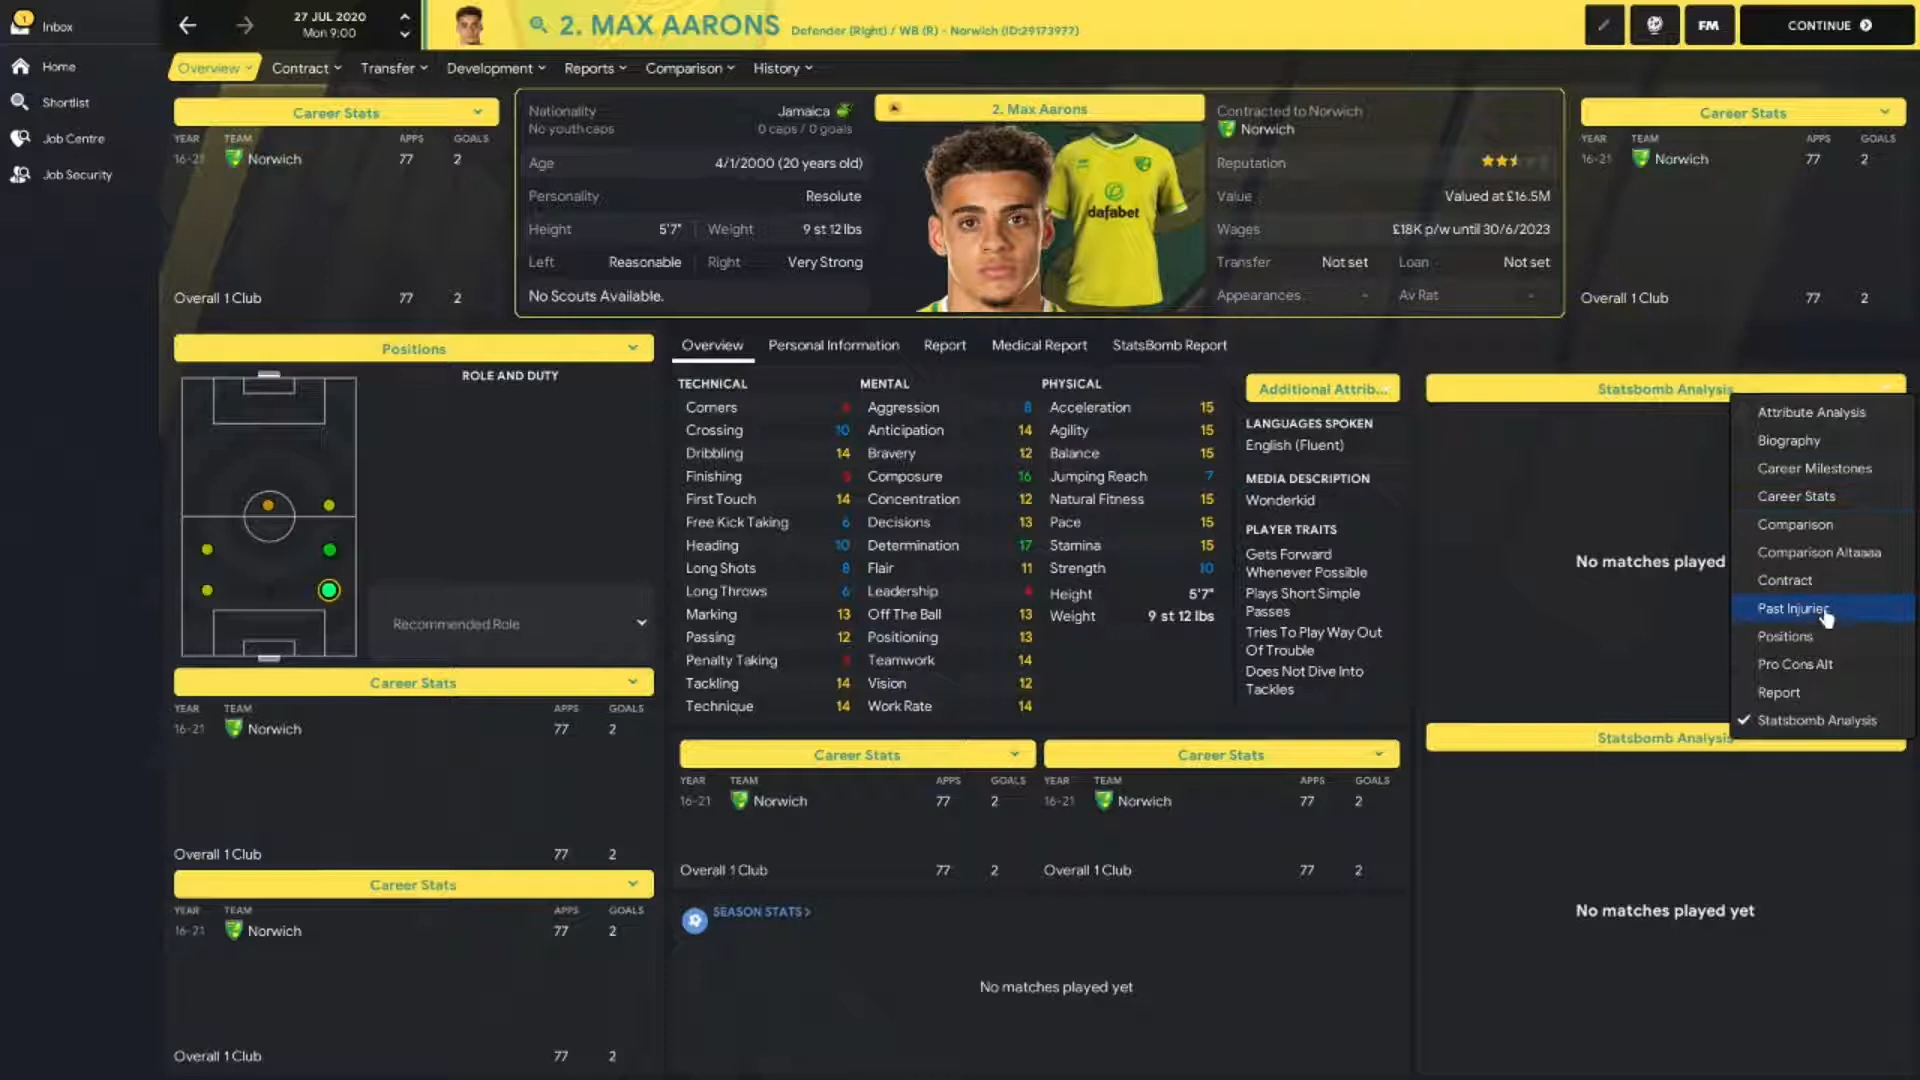 1
Inbox
Home
Shortlist
Job Centre
Job Security
27 JUL 2020
Mon 9:00
2. MAX AARONS
Defender (Right) / WB (R) - Norwich (ID:29173977)
FM
CONTINUE
Overview
Contract
Transfer
Development
Reports
Comparison
History
Career Stats
YEAR TEAM APPS GOALS
16-21 Norwich 77 2
Overall 1 Club 77 2
Nationality Jamaica
No youth caps 0 caps / 0 goals
Age 4/1/2000 (20 years old)
Personality Resolute
Height 5'7" Weight 9 st 12 lbs
Left Reasonable Right Very Strong
No Scouts Available.
2. Max Aarons
dafabet
Contracted to Norwich
Norwich
Reputation
Value Valued at £16.5M
Wages £18K p/w until 30/6/2023
Transfer Not set Loan Not set
Appearances - Av Rat -
Career Stats
YEAR TEAM APPS GOALS
16-21 Norwich 77 2
Overall 1 Club 77 2
Positions
ROLE AND DUTY
Recommended Role
Career Stats
YEAR TEAM APPS GOALS
16-21 Norwich 77 2
Overall 1 Club 77 2
Career Stats
YEAR TEAM APPS GOALS
16-21 Norwich 77 2
Overall 1 Club 77 2
Overview
Personal Information
Report
Medical Report
StatsBomb Report
TECHNICAL
Corners
Crossing 10
Dribbling 14
Finishing
First Touch 14
Free Kick Taking 6
Heading 10
Long Shots 8
Long Throws 6
Marking 13
Passing 12
Penalty Taking
Tackling 14
Technique 14
MENTAL
Aggression 8
Anticipation 14
Bravery 12
Composure 16
Concentration 12
Decisions 13
Determination 17
Flair 11
Leadership
Off The Ball 13
Positioning 13
Teamwork 14
Vision 12
Work Rate 14
PHYSICAL
Acceleration 15
Agility 15
Balance 15
Jumping Reach 7
Natural Fitness 15
Pace 15
Stamina 15
Strength 10
Height 5'7"
Weight 9 st 12 lbs
Additional Attrib...
LANGUAGES SPOKEN
English (Fluent)
MEDIA DESCRIPTION
Wonderkid
PLAYER TRAITS
Gets Forward
Whenever Possible
Plays Short Simple
Passes
Tries To Play Way Out
Of Trouble
Does Not Dive Into
Tackles
Career Stats
YEAR TEAM APPS GOALS
16-21 Norwich 77 2
Overall 1 Club 77 2
Career Stats
YEAR TEAM APPS GOALS
16-21 Norwich 77 2
Overall 1 Club 77 2
SEASON STATS >
No matches played yet
Statsbomb Analysis
No matches played
Attribute Analysis
Biography
Career Milestones
Career Stats
Comparison
Comparison Altaaaa
Contract
Past Injuries
Positions
Pro Cons Alt
Report
Statsbomb Analysis
Statsbomb Analysis
No matches played yet